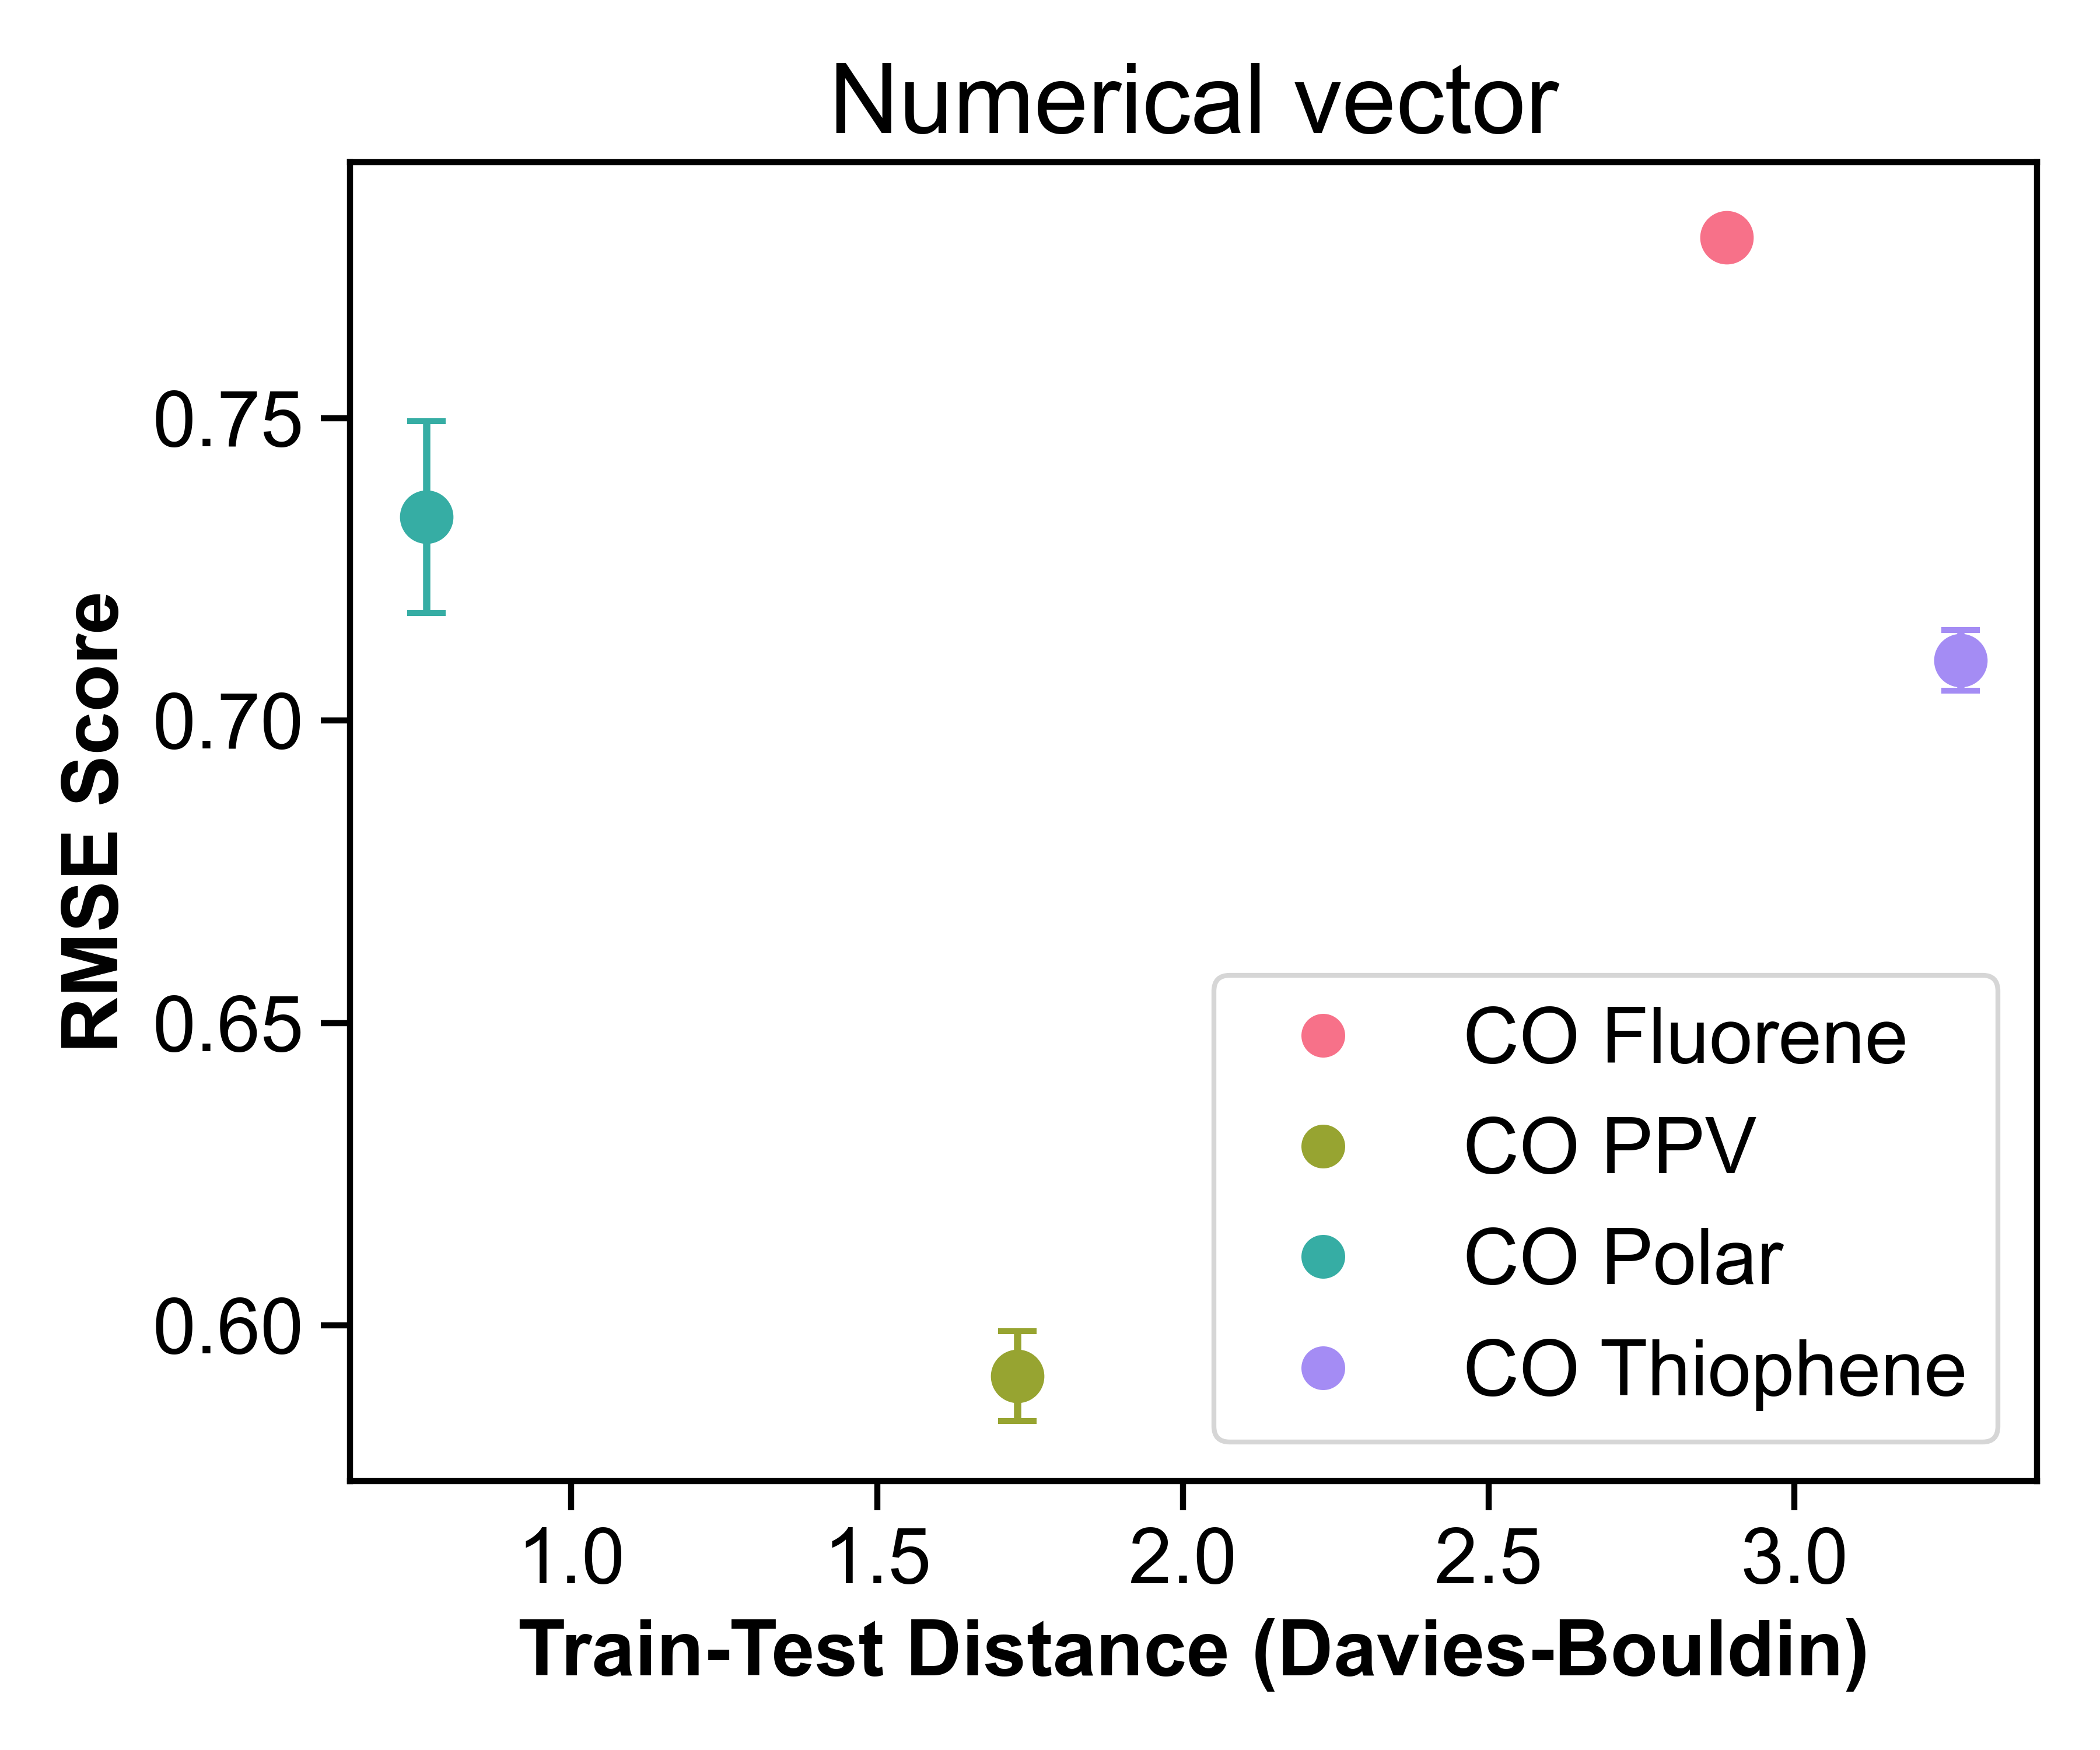 Numerical vector
RMSE Score
0.75
0.70
0.65
0.60
CO Fluorene
CO PPV
CO Polar
CO Thiophene
1.0 1.5 2.0 2.5 3.0
Train-Test Distance (Davies-Bouldin)